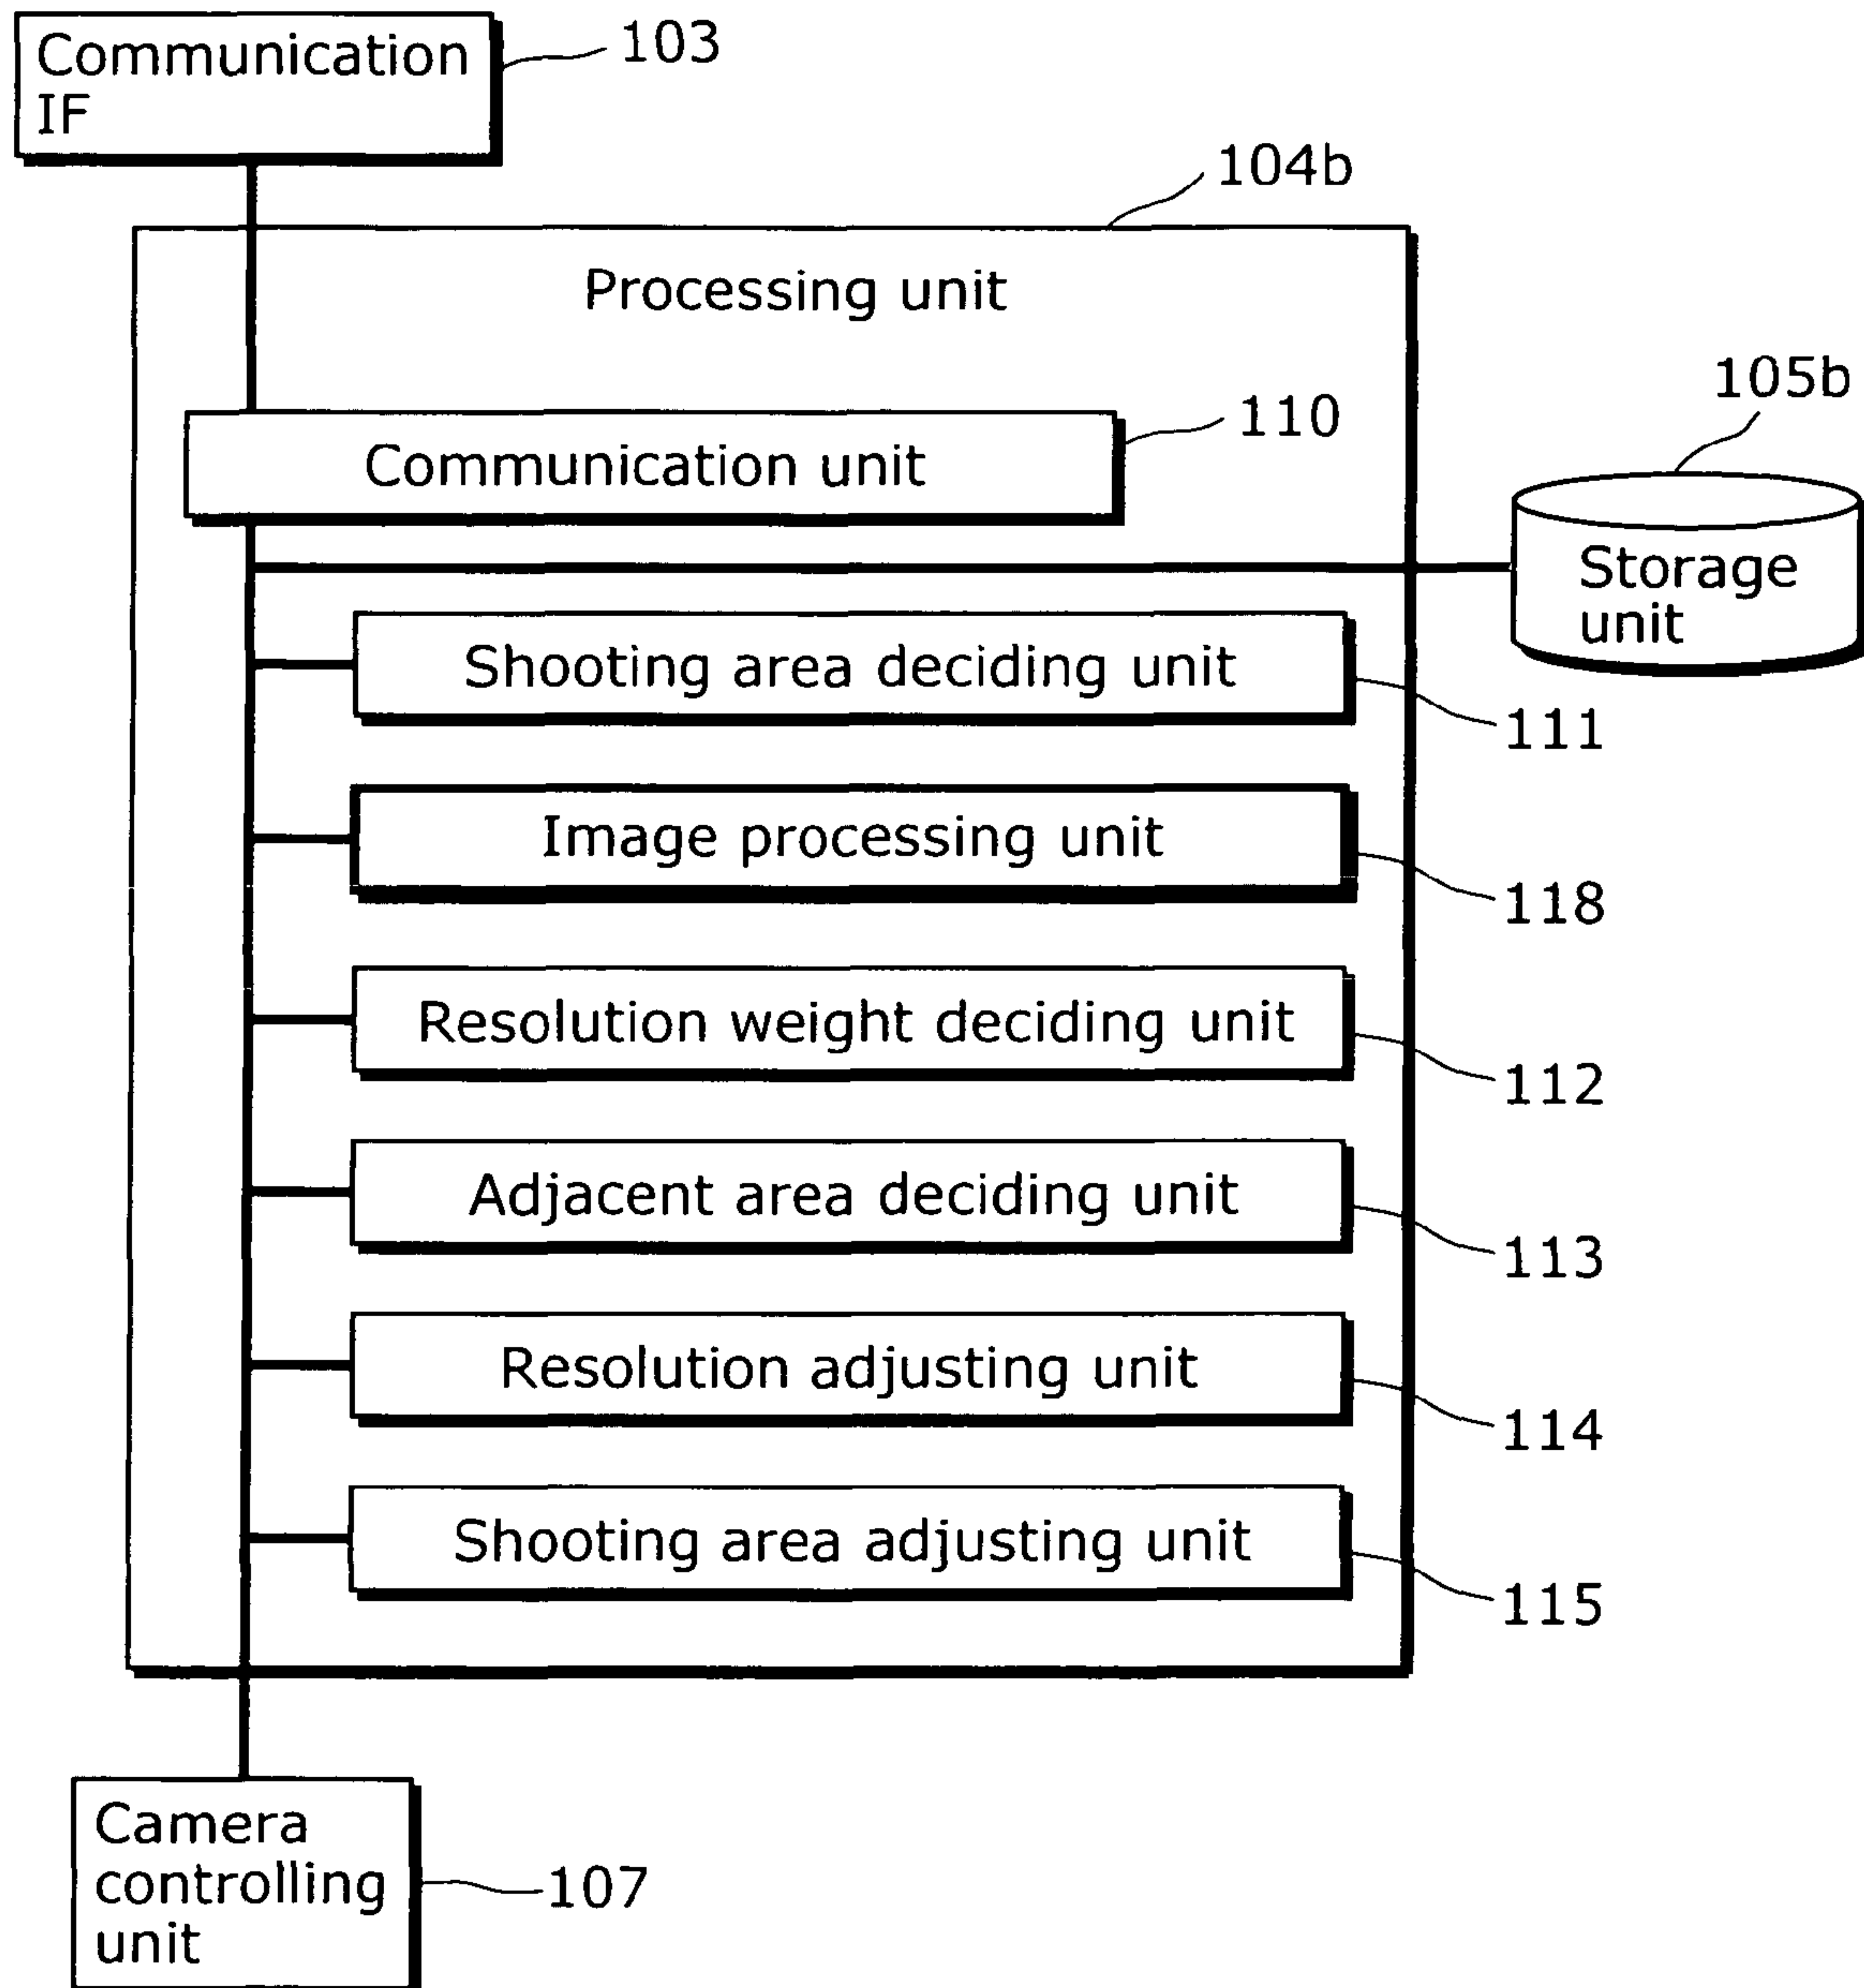 Communication
IF
103
104b
Processing unit
105b
110
Communication unit
Storage
unit
Shooting area deciding unit
111
Image processing unit
118
Resolution weight deciding unit
112
Adjacent area deciding unit
113
Resolution adjusting unit
114
Shooting area adjusting unit
115
Camera
controlling
unit
107